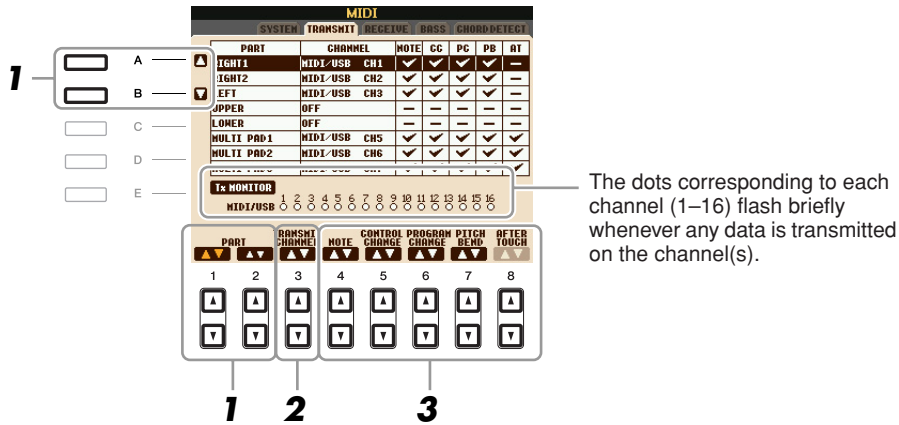 MIDI
SYSTEM TRANSMIT RECEIVE BASS CHORD DETECT
PART CHANNEL NOTE CC PC PB AT
RIGHT1 MIDI/USB CH1
RIGHT2 MIDI/USB CH2
LEFT MIDI/USB CH3
UPPER OFF
LOWER OFF
MULTI PAD1 MIDI/USB CH5
MULTI PAD2 MIDI/USB CH6
Tx MONITOR
1 2 3 4 5 6 7 8 9 10 11 12 13 14 15 16
MIDI/USB
A
B
C
D
E
1
The dots corresponding to each
channel (1–16) flash briefly
whenever any data is transmitted
on the channel(s).
PART
TRANSMIT
CHANNEL
NOTE
CONTROL
CHANGE
PROGRAM
CHANGE
PITCH
BEND
AFTER
TOUCH
1 2 3 4 5 6 7 8
1 2 3